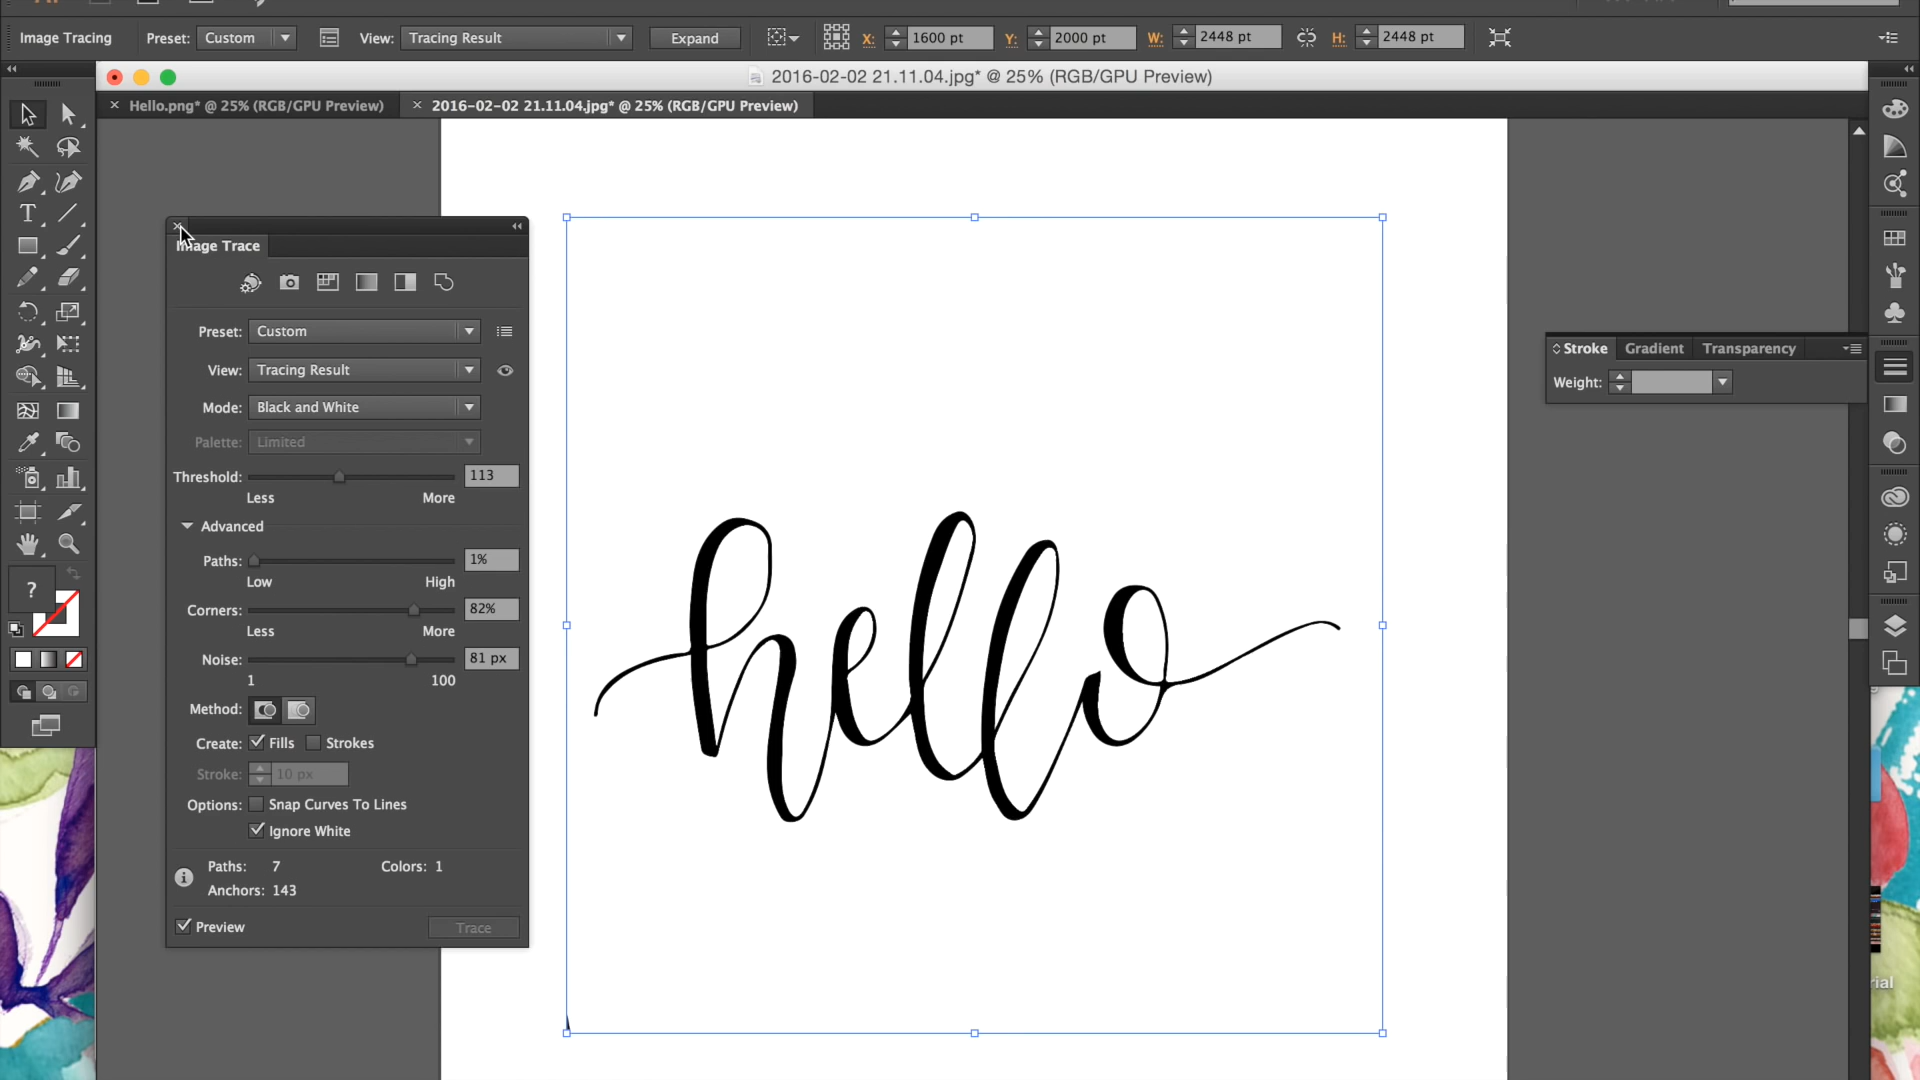 Image Tracing Preset: Custom View: Tracing Result Expand X: 1600 pt Y: 2000 pt W: 2448 pt H: 2448 pt
2016-02-02 21.11.04.jpg* @ 25% (RGB/GPU Preview)
Hello.png* @ 25% (RGB/GPU Preview) 2016-02-02 21.11.04.jpg* @ 25% (RGB/GPU Preview)
Image Trace
Preset: Custom
View: Tracing Result
Mode: Black and White
Palette: Limited
Threshold: 113
Less More
Advanced
Paths: 1%
Low High
Corners: 82%
Less More
Noise: 81 px
1 100
Method:
Create: Fills Strokes
Stroke: 10 px
Options: Snap Curves To Lines
Ignore White
Paths: 7 Colors: 1
Anchors: 143
Preview Trace
hello
Stroke Gradient Transparency
Weight:
rial